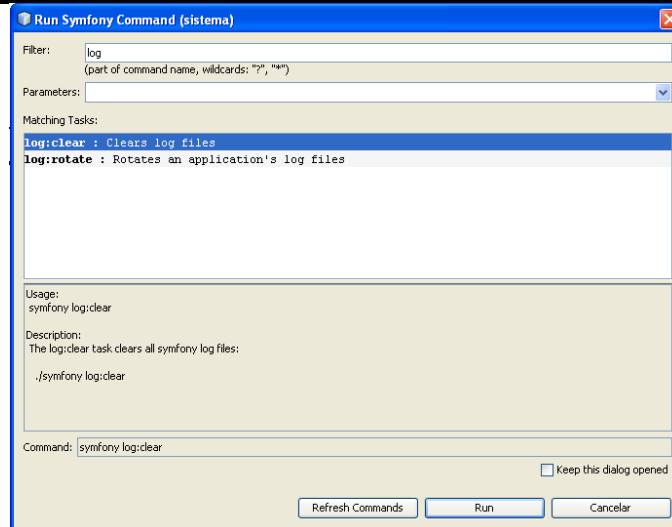 Run Symfony Command (sistema)
Filter: log
(part of command name, wildcards: "?", "*")
Parameters:
Matching Tasks:
log:clear : Clears log files
log:rotate : Rotates an application's log files
Usage:
symfony log:clear
Description:
The log:clear task clears all symfony log files:
./symfony log:clear
Command: symfony log:clear
Keep this dialog opened
Refresh Commands Run Cancelar